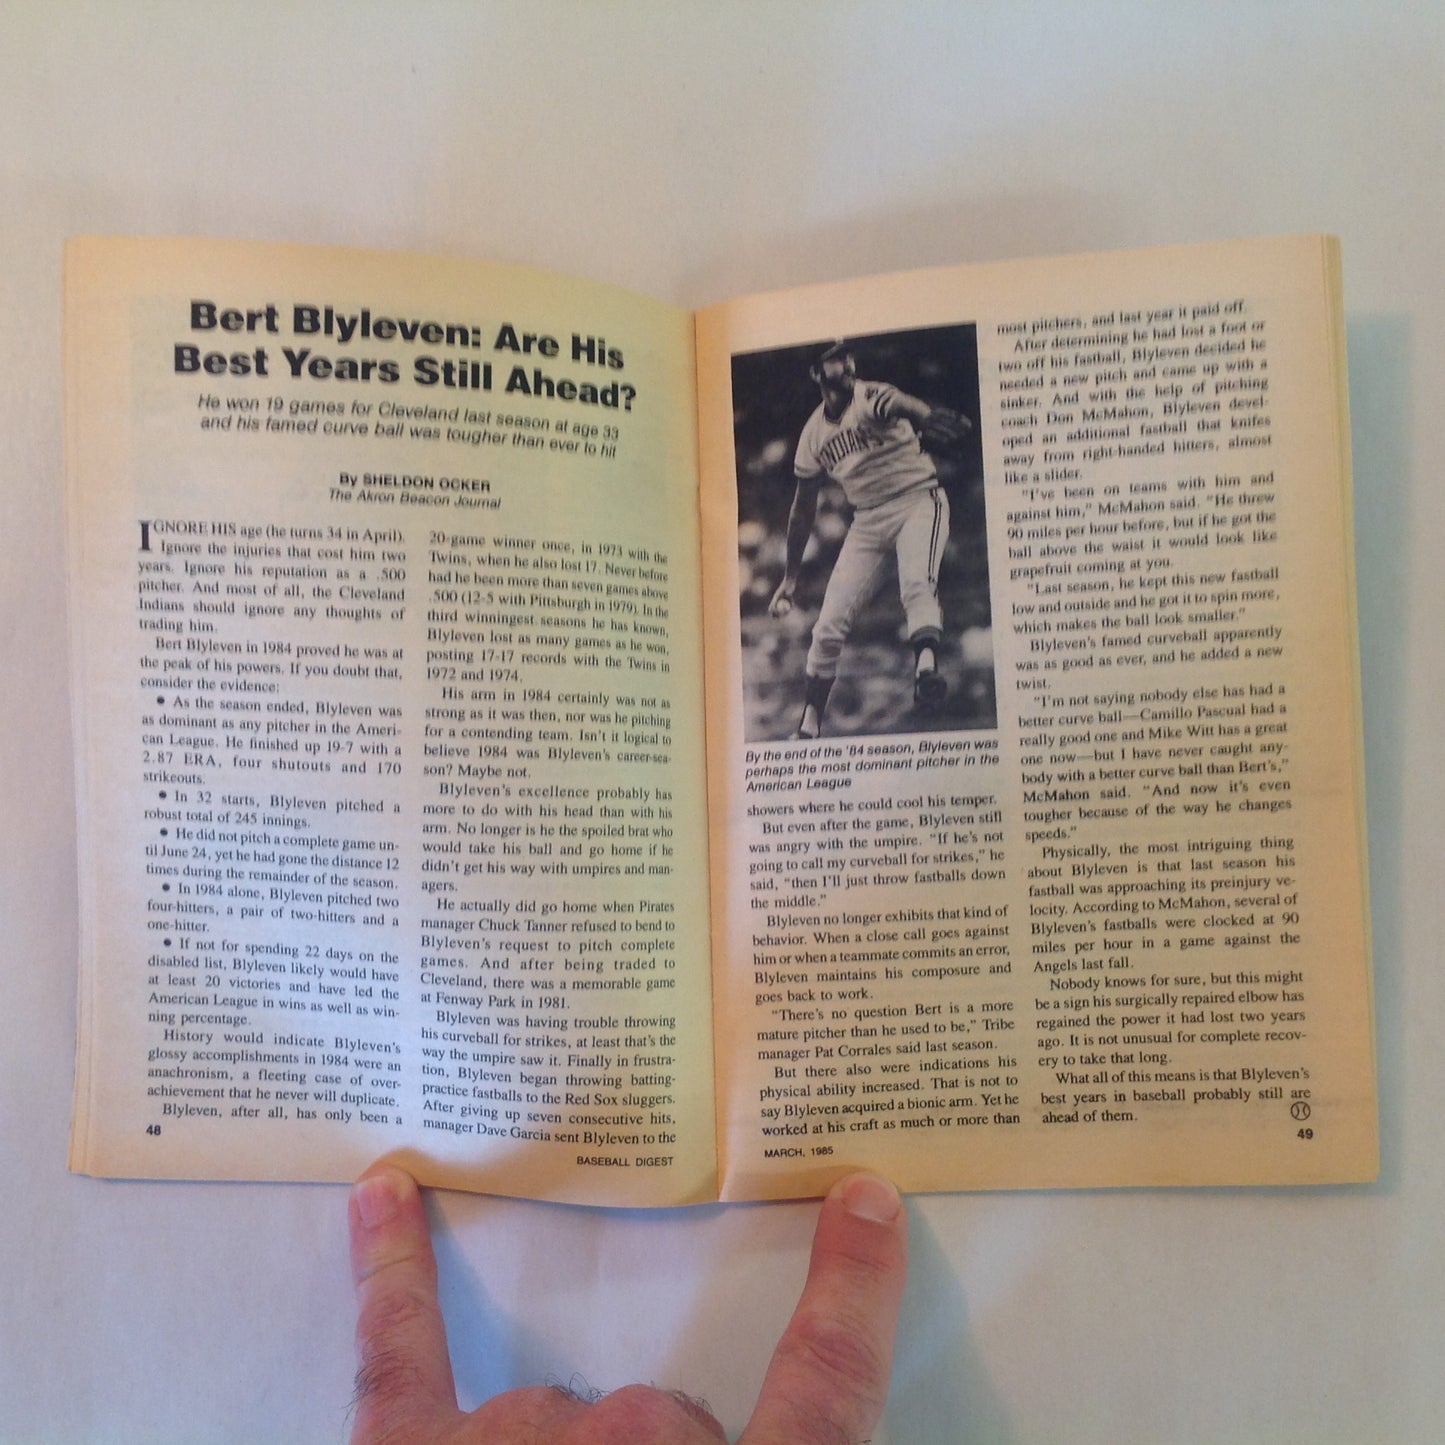 Bert Blyleven: Are His
Best Years Still Ahead?
He won 19 games for Cleveland last season at age 33
and his famed curve ball was tougher than ever to hit
By SHELDON OCKER
The Akron Beacon Journal
IGNORE HIS age (he turns 34 in April).
Ignore the injuries that cost him two
years. Ignore his reputation as a .500
pitcher. And most of all, the Cleveland
Indians should ignore any thoughts of
trading him.
Bert Blyleven in 1984 proved he was at
the peak of his powers. If you doubt that,
consider the evidence:
● As the season ended, Blyleven was
as dominant as any pitcher in the Ameri-
can League. He finished up 19-7 with a
2.87 ERA, four shutouts and 170
strikeouts.
● In 32 starts, Blyleven pitched a
robust total of 245 innings.
● He did not pitch a complete game un-
til June 24, yet he had gone the distance 12
times during the remainder of the season.
● In 1984 alone, Blyleven pitched two
four-hitters, a pair of two-hitters and a
one-hitter.
● If not for spending 22 days on the
disabled list, Blyleven likely would have
at least 20 victories and have led the
American League in wins as well as win-
ning percentage.
History would indicate Blyleven's
glossy accomplishments in 1984 were an
anachronism, a fleeting case of over-
achievement that he never will duplicate.
Blyleven, after all, has only been a
48
20-game winner once, in 1973 with the
Twins, when he also lost 17. Never before
had he been more than seven games above
.500 (12-5 with Pittsburgh in 1979). In the
third winningest seasons he has known,
Blyleven lost as many games as he won,
posting 17-17 records with the Twins in
1972 and 1974.
His arm in 1984 certainly was not as
strong as it was then, nor was he pitching
for a contending team. Isn't it logical to
believe 1984 was Blyleven's career-sea-
son? Maybe not.
Blyleven's excellence probably has
more to do with his head than with his
arm. No longer is he the spoiled brat who
would take his ball and go home if he
didn't get his way with umpires and man-
agers.
He actually did go home when Pirates
manager Chuck Tanner refused to bend to
Blyleven's request to pitch complete
games. And after being traded to
Cleveland, there was a memorable game
at Fenway Park in 1981.
Blyleven was having trouble throwing
his curveball for strikes, at least that's the
way the umpire saw it. Finally in frustra-
tion, Blyleven began throwing batting-
practice fastballs to the Red Sox sluggers.
After giving up seven consecutive hits,
manager Dave Garcia sent Blyleven to the
BASEBALL DIGEST
INDIANS
By the end of the '84 season, Blyleven was
perhaps the most dominant pitcher in the
American League
showers where he could cool his temper.
But even after the game, Blyleven still
was angry with the umpire. "If he's not
going to call my curveball for strikes," he
said, "then I'll just throw fastballs down
the middle."
Blyleven no longer exhibits that kind of
behavior. When a close call goes against
him or when a teammate commits an error,
Blyleven maintains his composure and
goes back to work.
"There's no question Bert is a more
mature pitcher than he used to be," Tribe
manager Pat Corrales said last season.
But there also were indications his
physical ability increased. That is not to
say Blyleven acquired a bionic arm. Yet he
worked at his craft as much or more than
MARCH, 1985
most pitchers, and last year it paid off.
After determining he had lost a foot or
two off his fastball, Blyleven decided he
needed a new pitch and came up with a
sinker. And with the help of pitching
coach Don McMahon, Blyleven devel-
oped an additional fastball that knifes
away from right-handed hitters, almost
like a slider.
"I've been on teams with him and
against him," McMahon said. "He threw
90 miles per hour before, but if he got the
ball above the waist it would look like
grapefruit coming at you.
"Last season, he kept this new fastball
low and outside and he got it to spin more,
which makes the ball look smaller."
Blyleven's famed curveball apparently
was as good as ever, and he added a new
twist.
"I'm not saying nobody else has had a
better curve ball—Camillo Pascual had a
really good one and Mike Witt has a great
one now—but I have never caught any-
body with a better curve ball than Bert's,"
McMahon said. "And now it's even
tougher because of the way he changes
speeds."
Physically, the most intriguing thing
about Blyleven is that last season his
fastball was approaching its preinjury ve-
locity. According to McMahon, several of
Blyleven's fastballs were clocked at 90
miles per hour in a game against the
Angels last fall.
Nobody knows for sure, but this might
be a sign his surgically repaired elbow has
regained the power it had lost two years
ago. It is not unusual for complete recov-
ery to take that long.
What all of this means is that Blyleven's
best years in baseball probably still are
ahead of them.
49